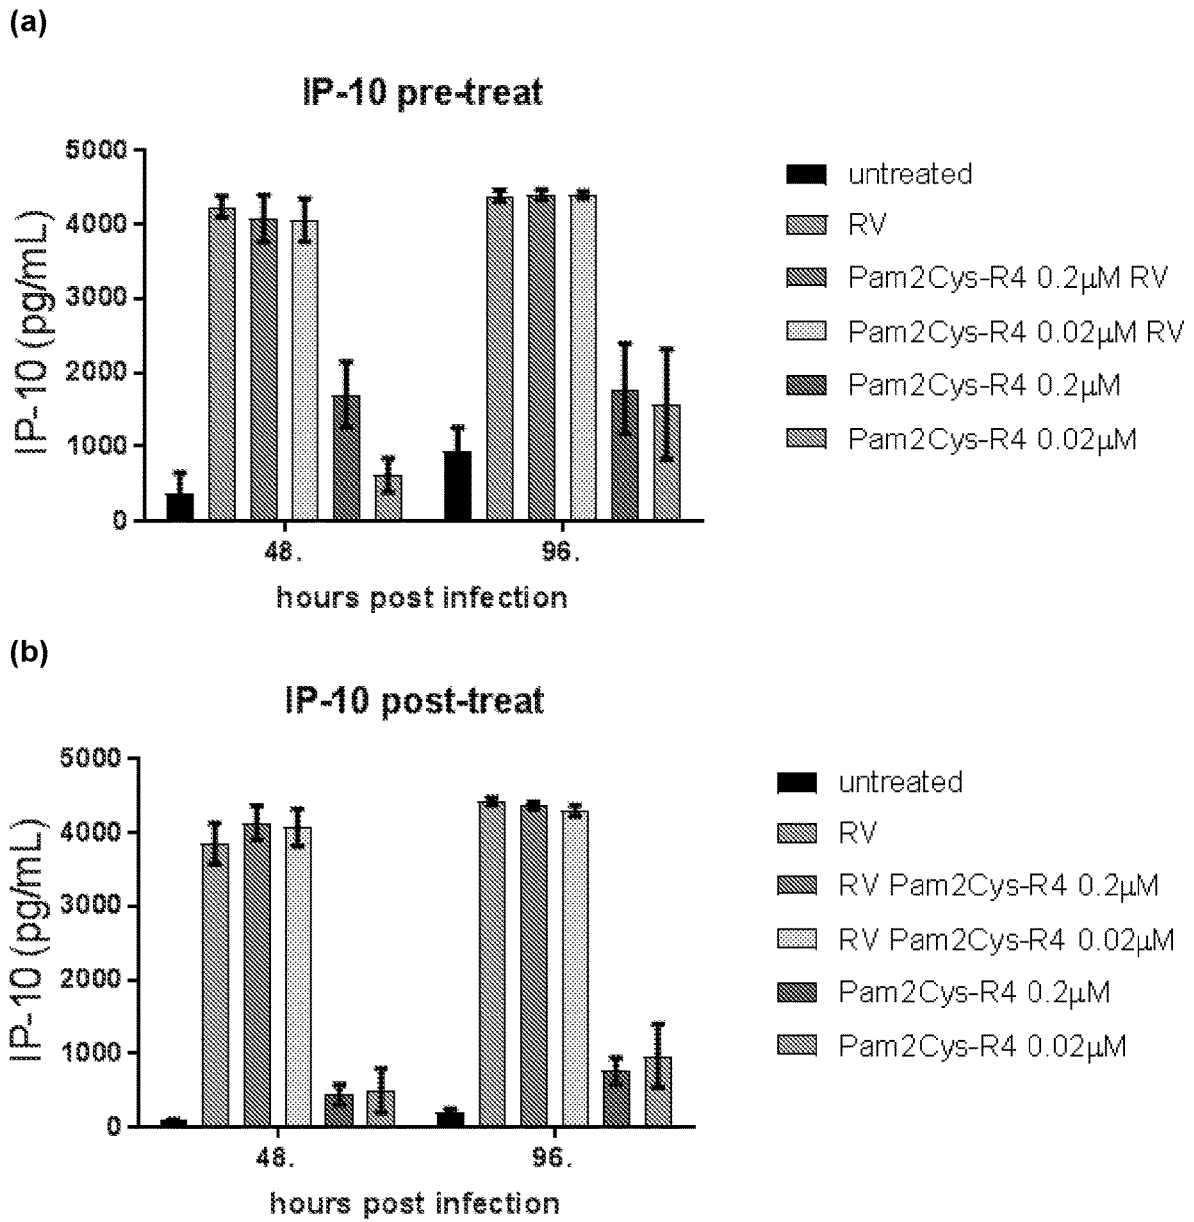 (a)
IP-10 pre-treat
IP-10 (pg/mL)
5000
4000
3000
2000
1000
0
48.
96.
hours post infection
untreated
RV
Pam2Cys-R4 0.2μM RV
Pam2Cys-R4 0.02μM RV
Pam2Cys-R4 0.2μM
Pam2Cys-R4 0.02μM
(b)
IP-10 post-treat
IP-10 (pg/mL)
5000
4000
3000
2000
1000
0
48.
96.
hours post infection
untreated
RV
RV Pam2Cys-R4 0.2μM
RV Pam2Cys-R4 0.02μM
Pam2Cys-R4 0.2μM
Pam2Cys-R4 0.02μM